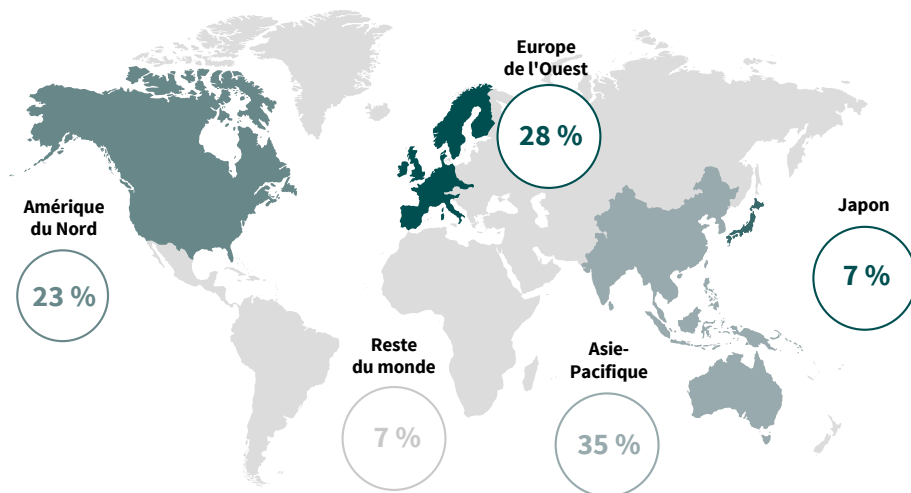 Europe
de l'Ouest
28 %
Amérique
du Nord
23 %
Japon
7 %
Reste
du monde
7 %
Asie-
Pacifique
35 %